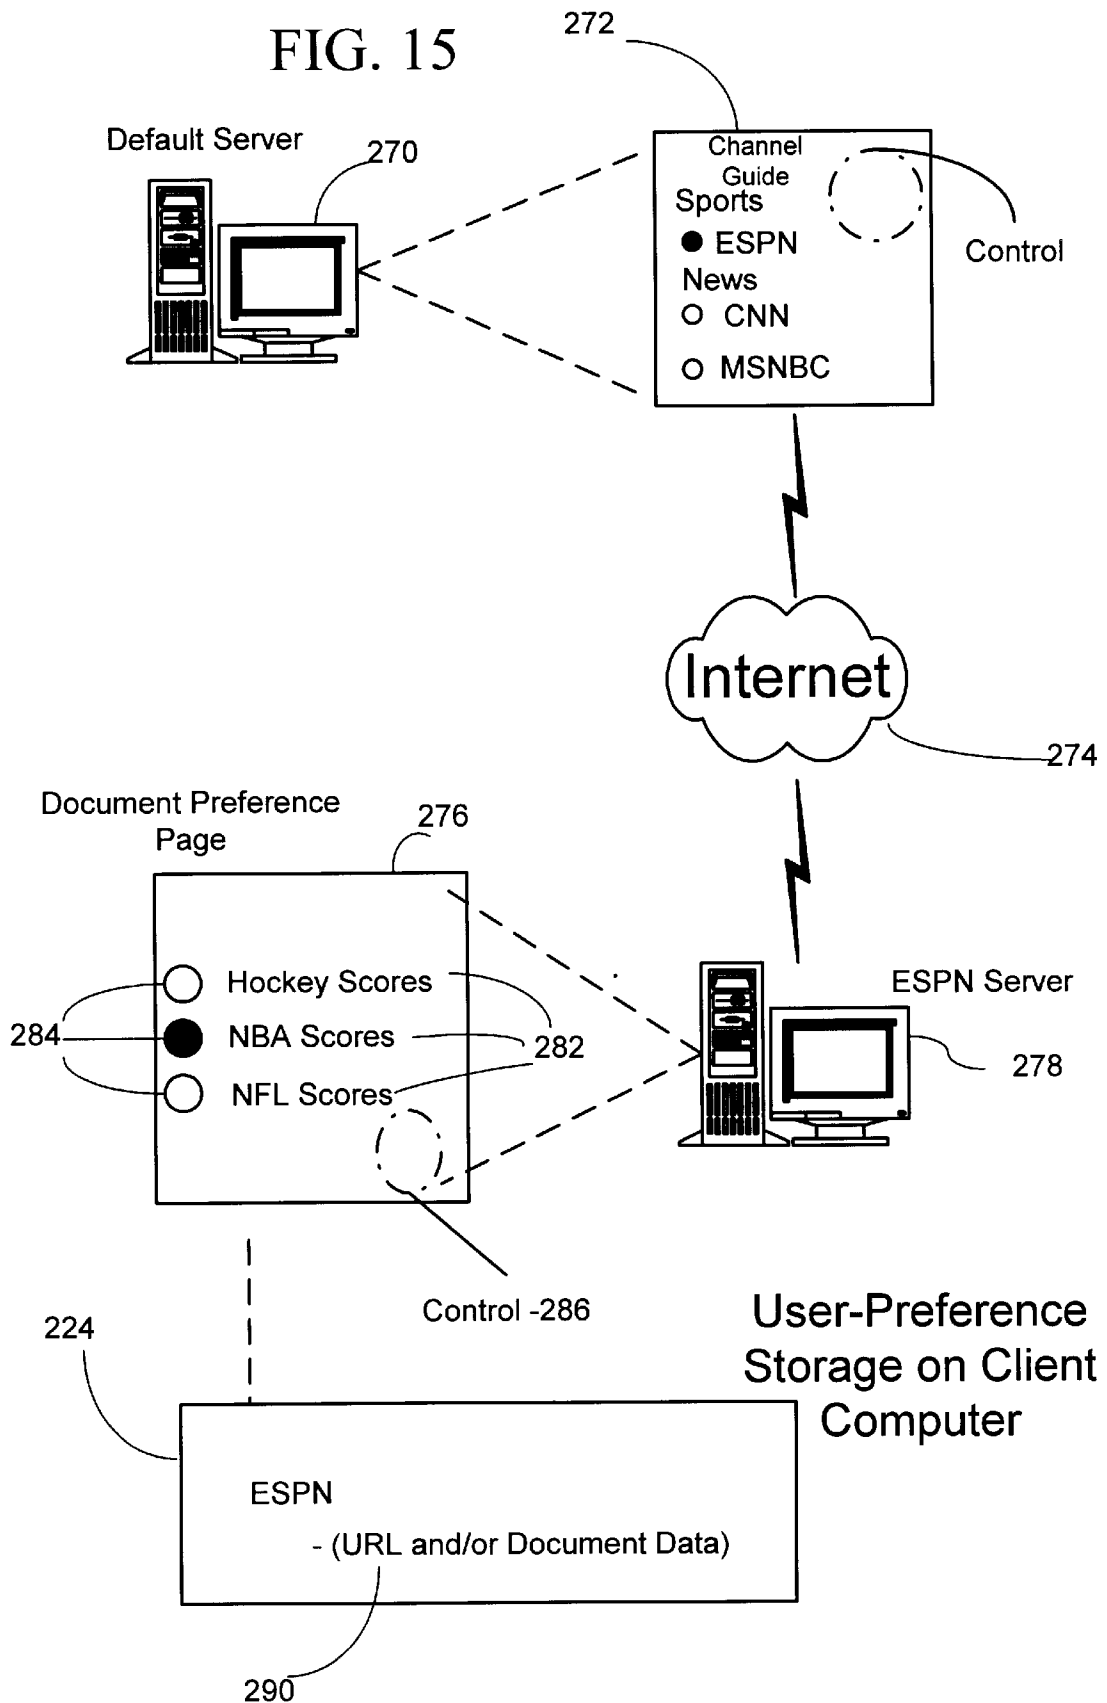 FIG. 15
272
Default Server
270
Channel
Guide
Sports
ESPN
News
CNN
MSNBC
Control
Internet
274
Document Preference
Page
276
Hockey Scores
NBA Scores
NFL Scores
284
282
ESPN Server
278
Control -286
User-Preference
Storage on Client
Computer
224
ESPN
- (URL and/or Document Data)
290